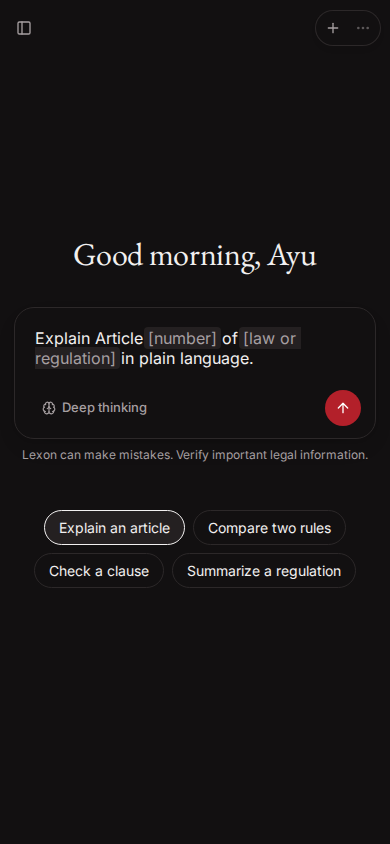 Good morning, Ayu
Explain Article [number] of [law or
regulation] in plain language.
Deep thinking
Lexon can make mistakes. Verify important legal information.
Explain an article
Compare two rules
Check a clause
Summarize a regulation